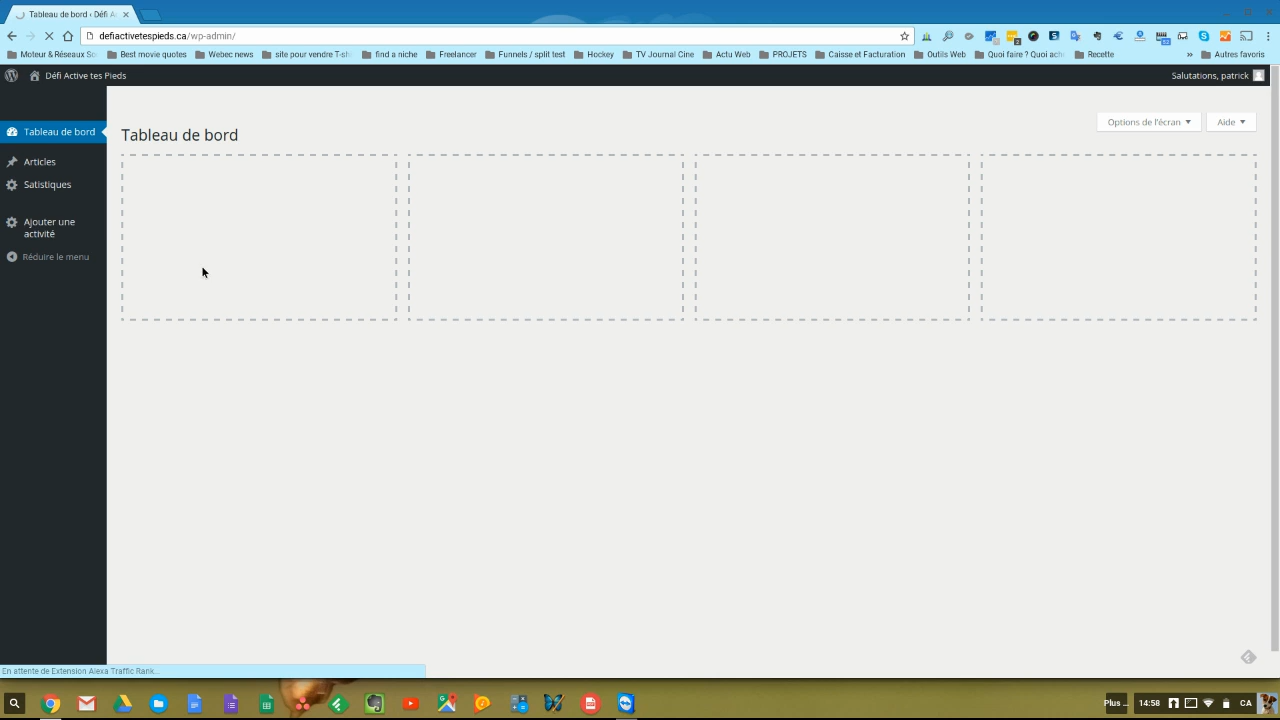 Tableau de bord ‹ Défi A
defiactivetespieds.ca/wp-admin/
Moteur & Réseaux So
Best movie quotes
Webec news
site pour vendre T-sh
find a niche
Freelancer
Funnels / split test
Hockey
TV Journal Cine
Actu Web
PROJETS
Caisse et Facturation
Outils Web
Quoi faire ? Quoi ach
Recette
»
Autres favoris
Défi Active tes Pieds
Salutations, patrick
Tableau de bord
Articles
Satistiques
Ajouter une
activité
Réduire le menu
Options de l'écran
Aide
Tableau de bord
En attente de Extension Alexa Traffic Rank...
Plus ...
14:58
CA